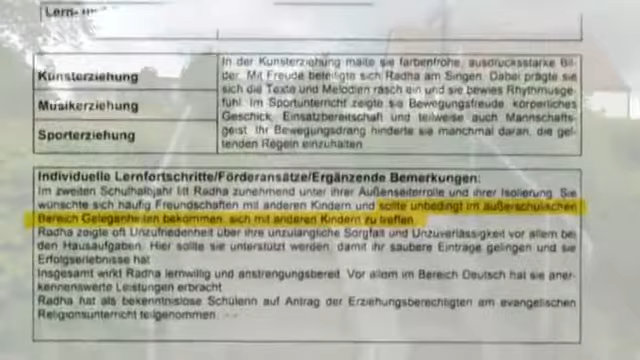 Lern-
Kunsterziehung
Musikerziehung
Sporterziehung
In der Kunsterziehung malte sie farbenfrohe, ausdrucksstarke Bil-
der. Mit Freude beteiligte sich Radha am Singen. Dabei prägte sie
sich die Texte und Melodien rasch ein und sie bewies Rhythmusge-
fühl. Im Sportunterricht zeigte sie Bewegungsfreude, körperliches
Geschick, Einsatzbereitschaft und teilweise auch Mannschafts-
geist. Ihr Bewegungsdrang hinderte sie manchmal daran, die gel-
tenden Regeln einzuhalten.
Individuelle Lernfortschritte/Förderansätze/Ergänzende Bemerkungen:
Im zweiten Schulhalbjahr litt Radha zunehmend unter ihrer Außenseiterrolle und ihrer Isolierung. Sie
wünschte sich häufig Freundschaften mit anderen Kindern und sollte unbedingt im außerschulischen
Bereich Gelegenheiten bekommen, sich mit anderen Kindern zu treffen.
Radha zeigte oft Unzufriedenheit über ihre unzulängliche Sorgfalt und Unzuverlässigkeit vor allem bei
den Hausaufgaben. Hier sollte sie unterstützt werden, damit ihr saubere Einträge gelingen und sie
Erfolgserlebnisse hat.
Insgesamt wirkt Radha lernwillig und anstrengungsbereit. Vor allem im Bereich Deutsch hat sie aner-
kennenswerte Leistungen erbracht.
Radha hat als bekenntnislose Schülerin auf Antrag der Erziehungsberechtigten am evangelischen
Religionsunterricht teilgenommen.